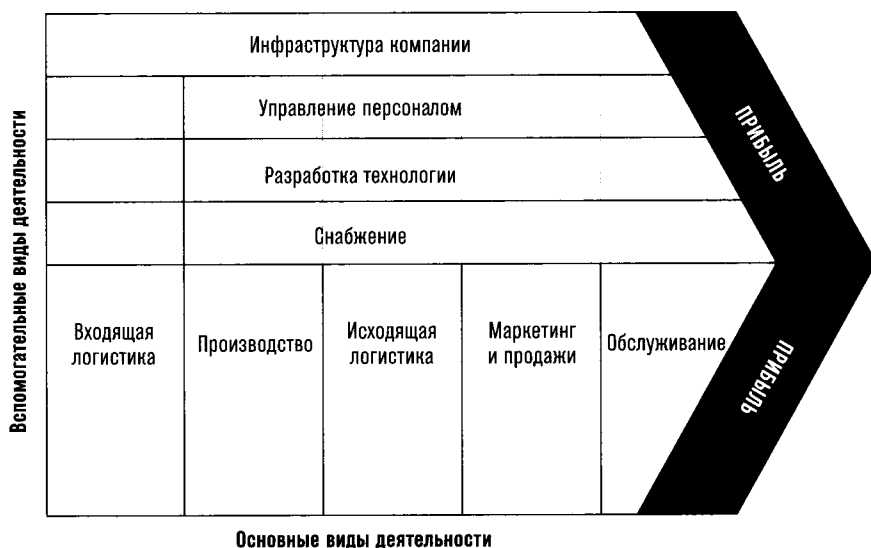 Инфраструктура компании
Управление персоналом
Разработка технологии
Снабжение
Вспомогательные виды деятельности
Входящая
логистика
Производство
Исходящая
логистика
Маркетинг
и продажи
Обслуживание
ПРИБЫЛЬ
ПРИБЫЛЬ
Основные виды деятельности